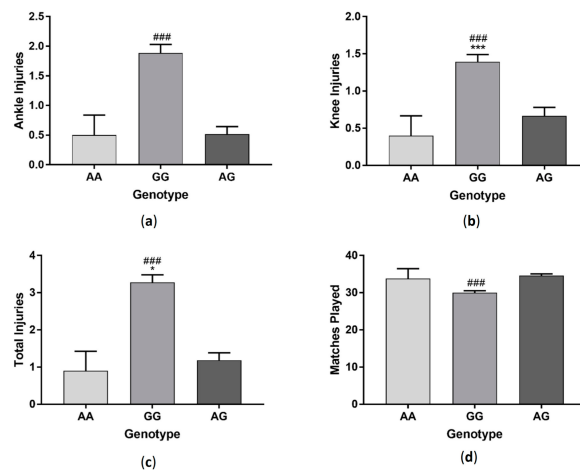 ###
2.0
1.5
1.0
0.5
0.0
Ankle Injuries
AA GG AG
Genotype
(a)
###
***
2.0
1.5
1.0
0.5
0.0
Knee Injuries
AA GG AG
Genotype
(b)
###
*
4
3
2
1
0
Total Injuries
AA GG AG
Genotype
(c)
###
40
30
20
10
0
Matches Played
AA GG AG
Genotype
(d)